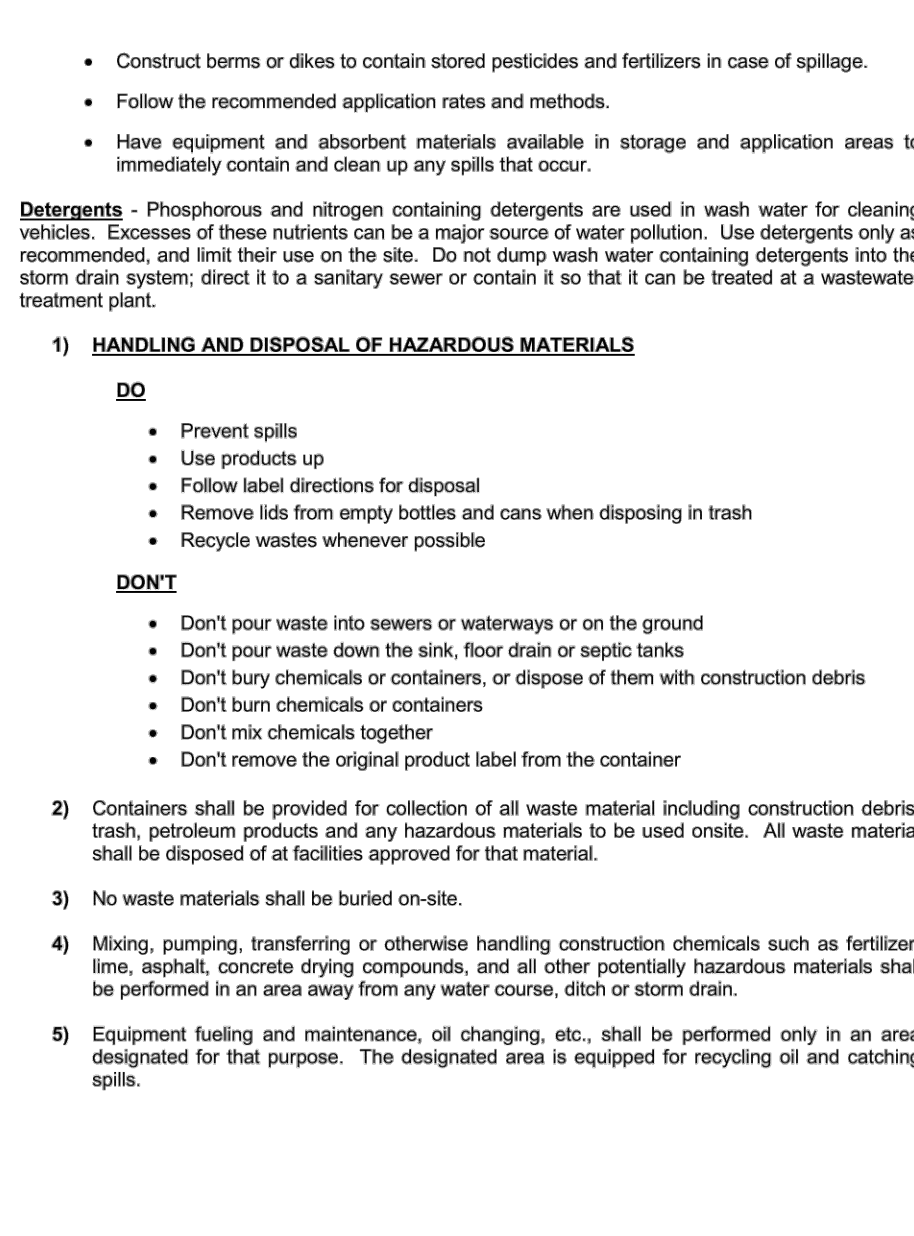 • Construct berms or dikes to contain stored pesticides and fertilizers in case of spillage.
• Follow the recommended application rates and methods.
• Have equipment and absorbent materials available in storage and application areas to
immediately contain and clean up any spills that occur.
Detergents - Phosphorous and nitrogen containing detergents are used in wash water for cleaning
vehicles. Excesses of these nutrients can be a major source of water pollution. Use detergents only as
recommended, and limit their use on the site. Do not dump wash water containing detergents into the
storm drain system; direct it to a sanitary sewer or contain it so that it can be treated at a wastewate
treatment plant.
1) HANDLING AND DISPOSAL OF HAZARDOUS MATERIALS
DO
• Prevent spills
• Use products up
• Follow label directions for disposal
• Remove lids from empty bottles and cans when disposing in trash
• Recycle wastes whenever possible
DON'T
• Don't pour waste into sewers or waterways or on the ground
• Don't pour waste down the sink, floor drain or septic tanks
• Don't bury chemicals or containers, or dispose of them with construction debris
• Don't burn chemicals or containers
• Don't mix chemicals together
• Don't remove the original product label from the container
2) Containers shall be provided for collection of all waste material including construction debris
trash, petroleum products and any hazardous materials to be used onsite. All waste materia
shall be disposed of at facilities approved for that material.
3) No waste materials shall be buried on-site.
4) Mixing, pumping, transferring or otherwise handling construction chemicals such as fertilizer
lime, asphalt, concrete drying compounds, and all other potentially hazardous materials shal
be performed in an area away from any water course, ditch or storm drain.
5) Equipment fueling and maintenance, oil changing, etc., shall be performed only in an area
designated for that purpose. The designated area is equipped for recycling oil and catching
spills.